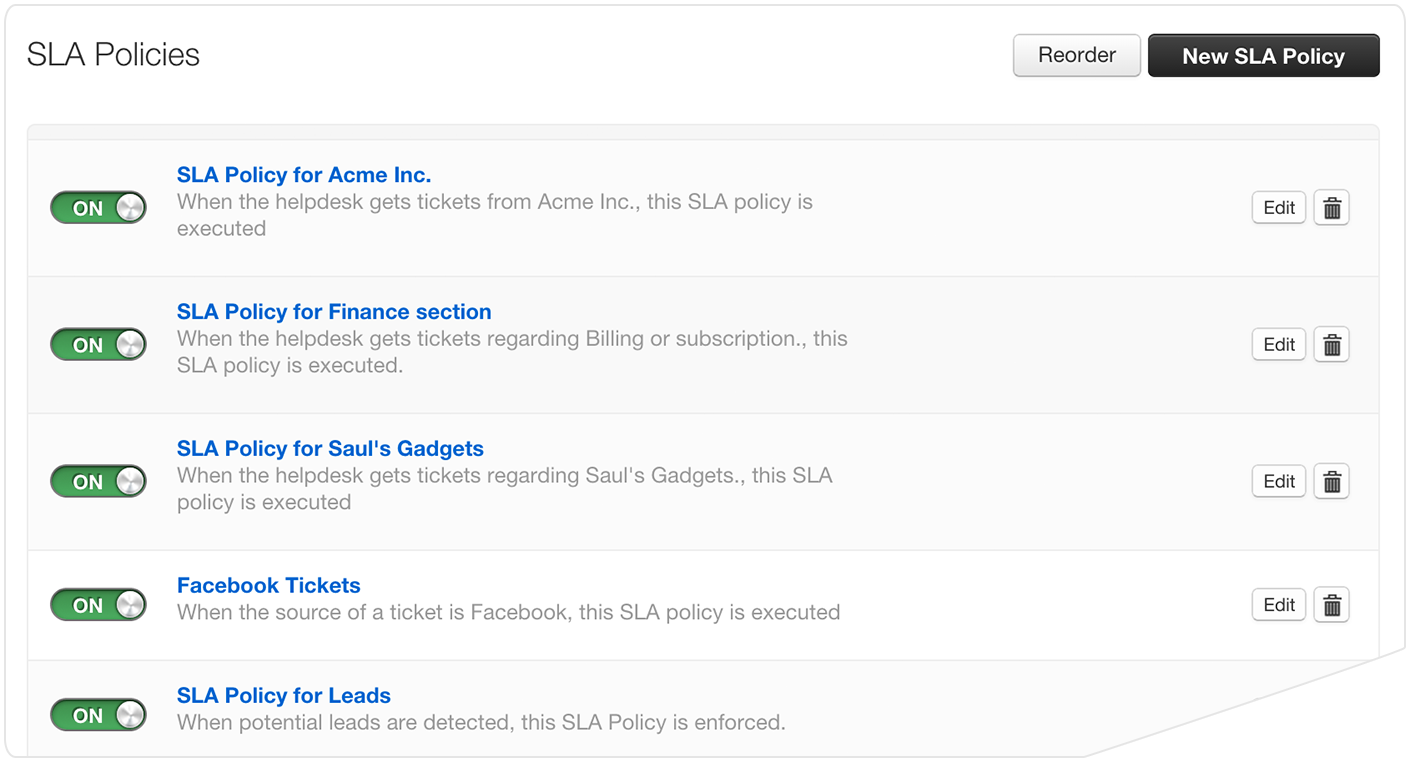 SLA Policies
Reorder
New SLA Policy
ON
SLA Policy for Acme Inc.
When the helpdesk gets tickets from Acme Inc., this SLA policy is
executed
Edit
ON
SLA Policy for Finance section
When the helpdesk gets tickets regarding Billing or subscription., this
SLA policy is executed.
Edit
ON
SLA Policy for Saul's Gadgets
When the helpdesk gets tickets regarding Saul's Gadgets., this SLA
policy is executed
Edit
ON
Facebook Tickets
When the source of a ticket is Facebook, this SLA policy is executed
Edit
ON
SLA Policy for Leads
When potential leads are detected, this SLA Policy is enforced.